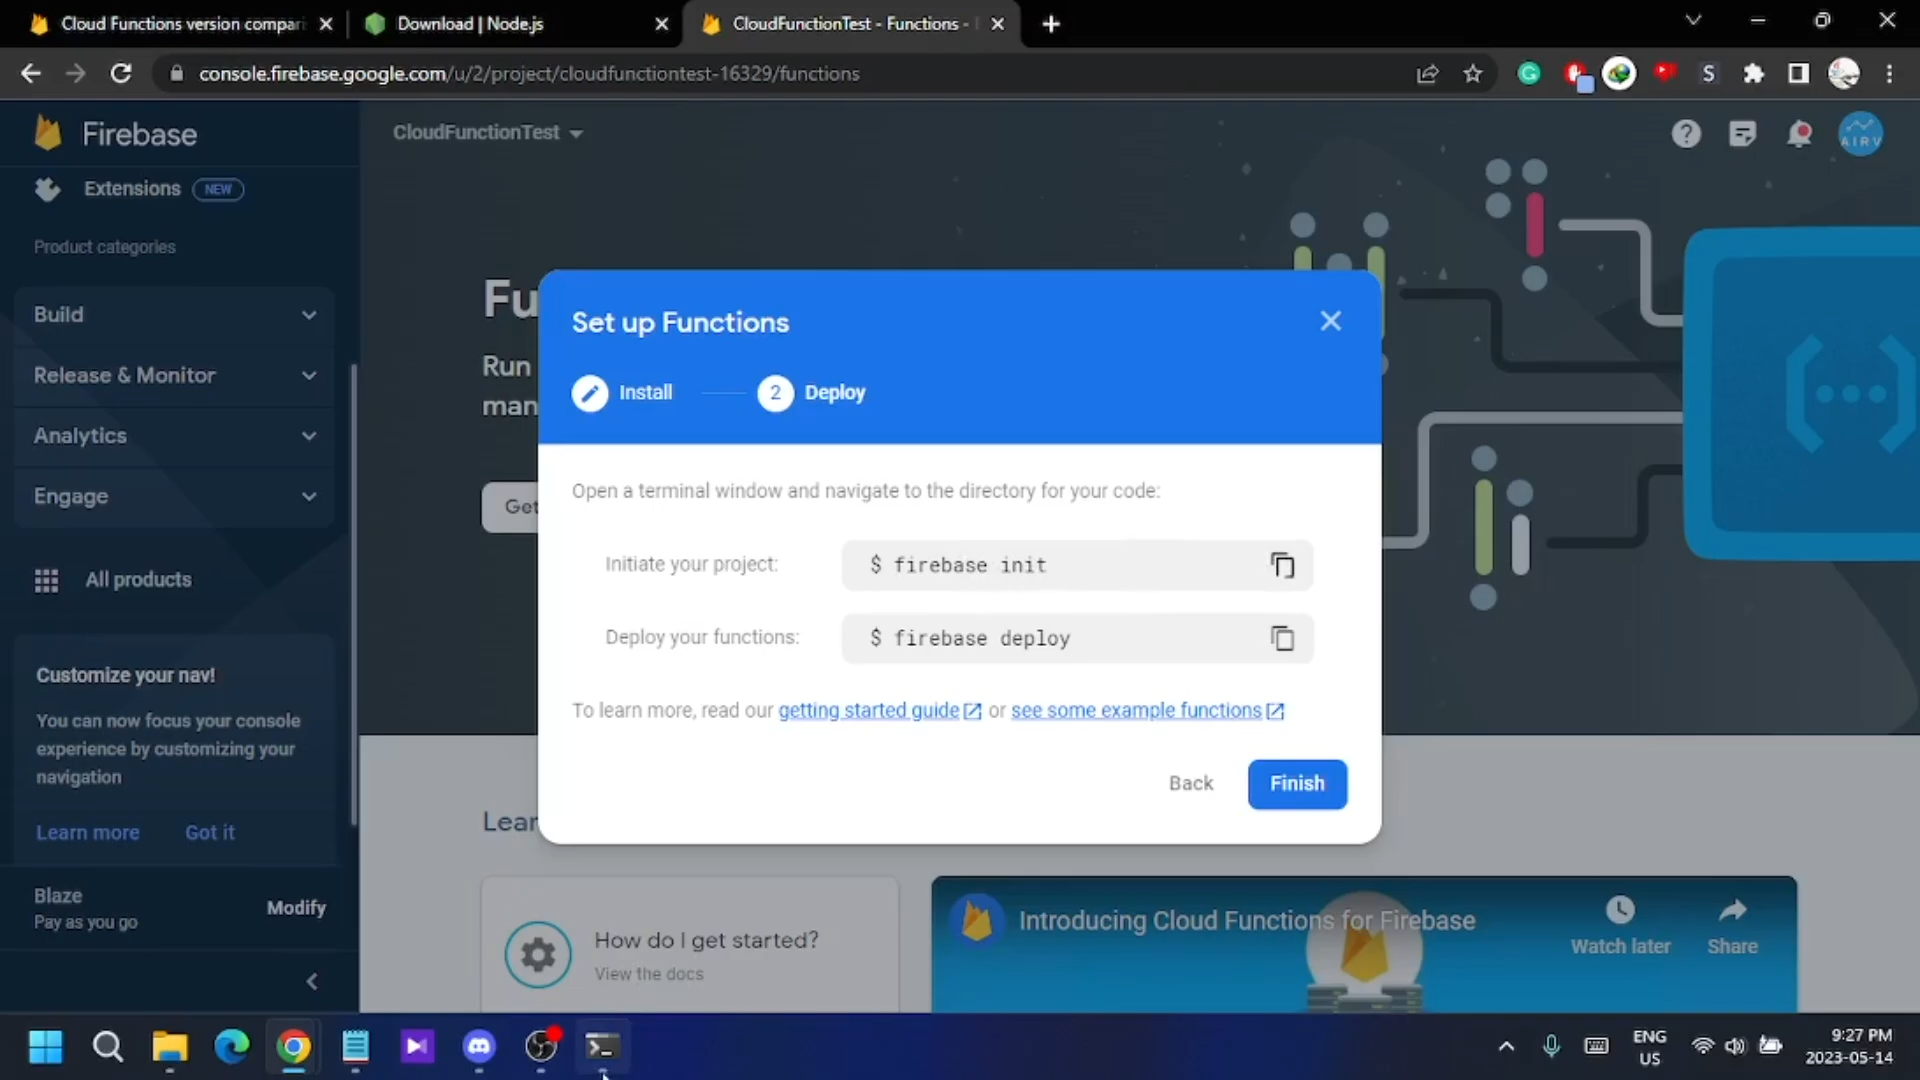 Cloud Functions version compari
Download | Node.js
CloudFunctionTest - Functions -
console.firebase.google.com/u/2/project/cloudfunctiontest-16329/functions
Firebase
CloudFunctionTest
AIRV
Extensions NEW
Product categories
Build
Release & Monitor
Analytics
Engage
All products
Customize your nav!
You can now focus your console
experience by customizing your
navigation
Learn more Got it
Blaze
Pay as you go
Modify
Fu
Run
man
Get
Lear
Set up Functions
Install 2 Deploy
Open a terminal window and navigate to the directory for your code:
Initiate your project: $ firebase init
Deploy your functions: $ firebase deploy
To learn more, read our getting started guide or see some example functions
Back Finish
How do I get started?
View the docs
Introducing Cloud Functions for Firebase
Watch later Share
ENG
US
9:27 PM
2023-05-14